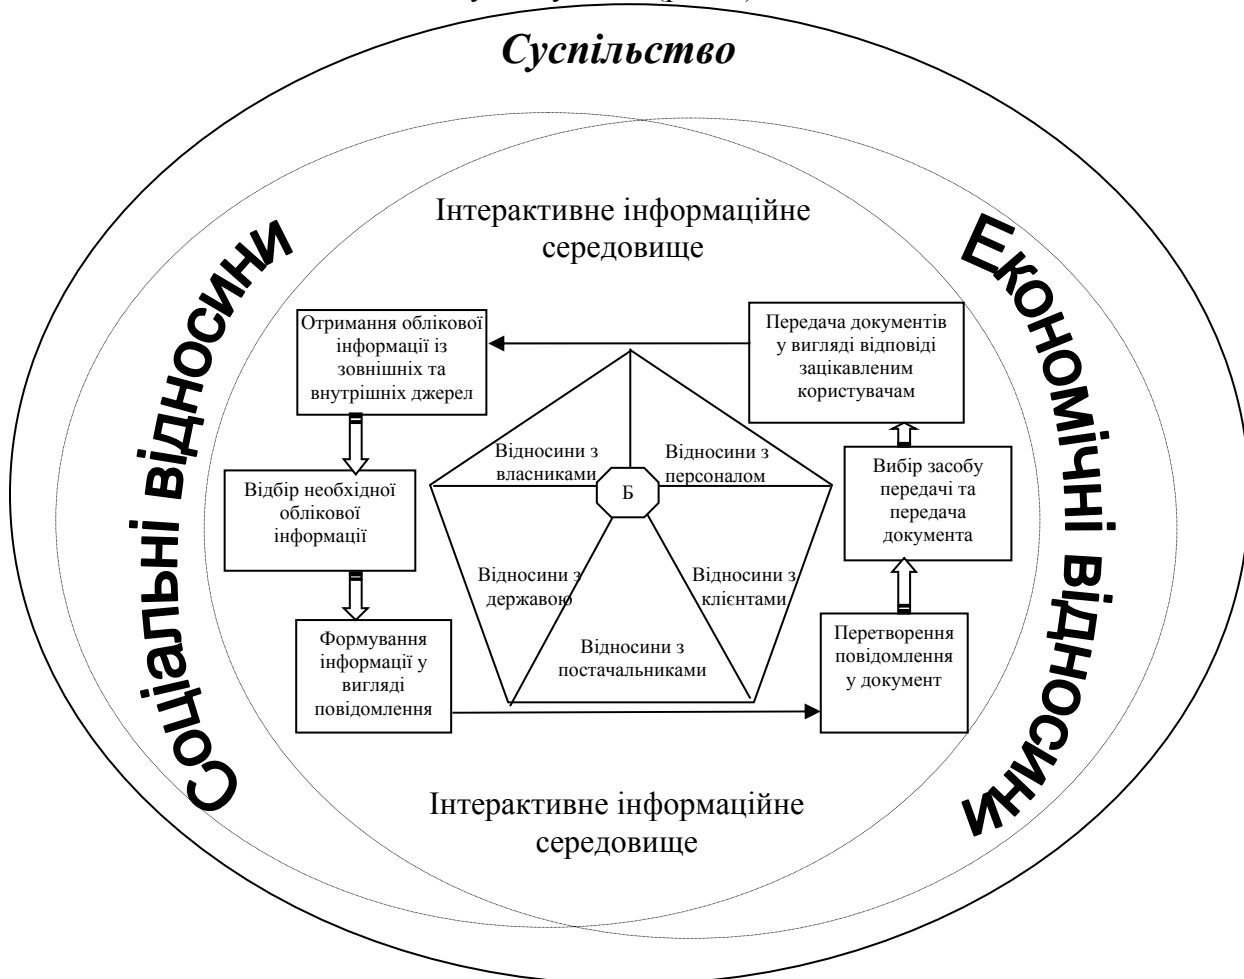 Суспільство
Інтерактивне інформаційне
середовище
Соціальні відносини
Економічні відносини
Отримання облікової
інформації із
зовнішніх та
внутрішніх джерел
Передача документів
у вигляді відповіді
зацікавленим
користувачам
Відносини з
власниками
Відносини з
персоналом
Б
Відбір необхідної
облікової
інформації
Вибір засобу
передачі та
передача
документа
Відносини з
державою
Відносини з
клієнтами
Відносини з
постачальниками
Формування
інформації у
вигляді
повідомлення
Перетворення
повідомлення
у документ
Інтерактивне інформаційне
середовище